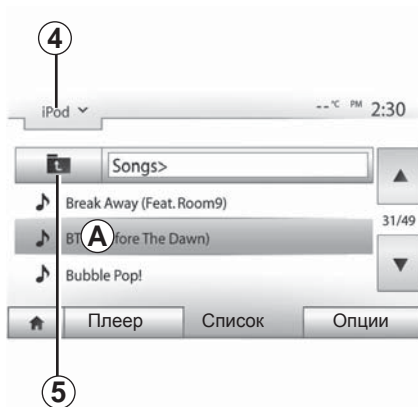 4
iPod --°C PM 2:30
Songs>
Break Away (Feat. Room9)
31/49
A fore The Dawn)
Bubble Pop!
Плеер Список Опции
5